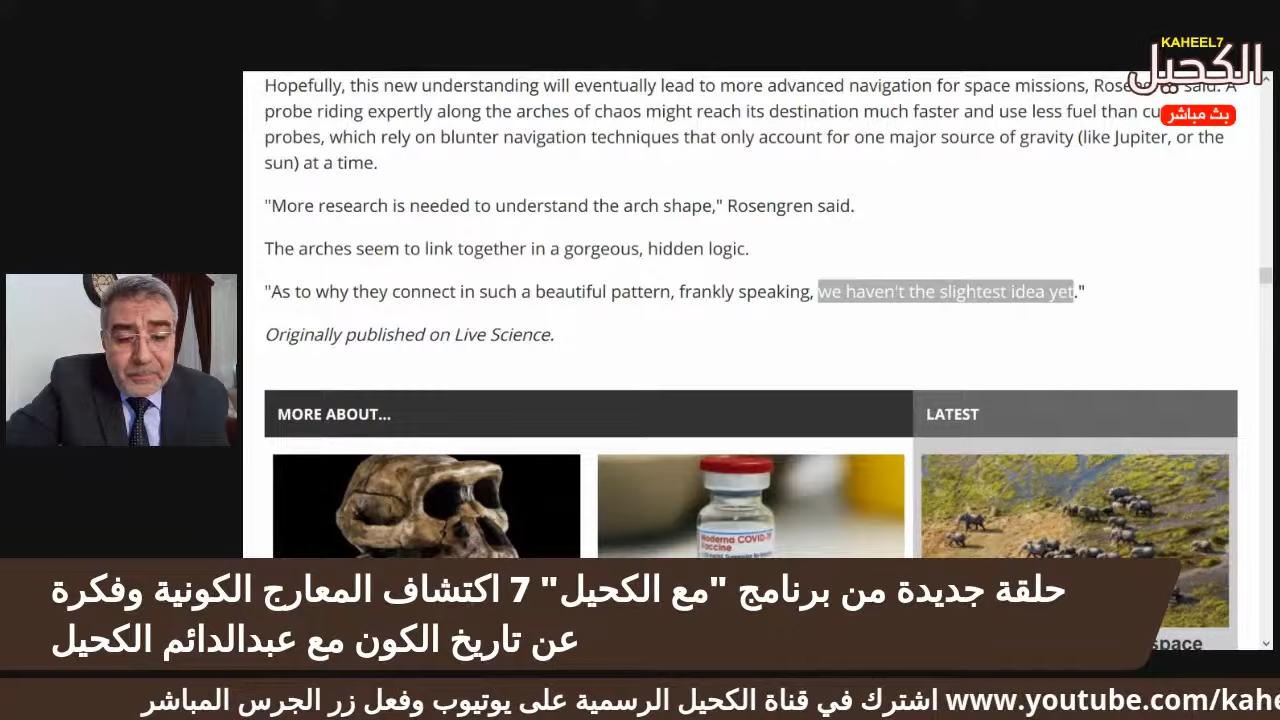 KAHEEL7
الكحيل
بث مباشر
Hopefully, this new understanding will eventually lead to more advanced navigation for space missions, said. A
probe riding expertly along the arches of chaos might reach its destination much faster and use less fuel than
probes, which rely on blunter navigation techniques that only account for one major source of gravity (like Jupiter, or the
sun) at a time.
"More research is needed to understand the arch shape," Rosengren said.
The arches seem to link together in a gorgeous, hidden logic.
"As to why they connect in such a beautiful pattern, frankly speaking, we haven't the slightest idea yet."
Originally published on Live Science.
MORE ABOUT...
LATEST
Moderna COVID-19
Vaccine
space
حلقة جديدة من برنامج "مع الكحيل" 7 اكتشاف المعارج الكونية وفكرة
عن تاريخ الكون مع عبدالدائم الكحيل
اشترك في قناة الكحيل الرسمية على يوتيوب وفعل زر الجرس المباشر www.youtube.com/kahe